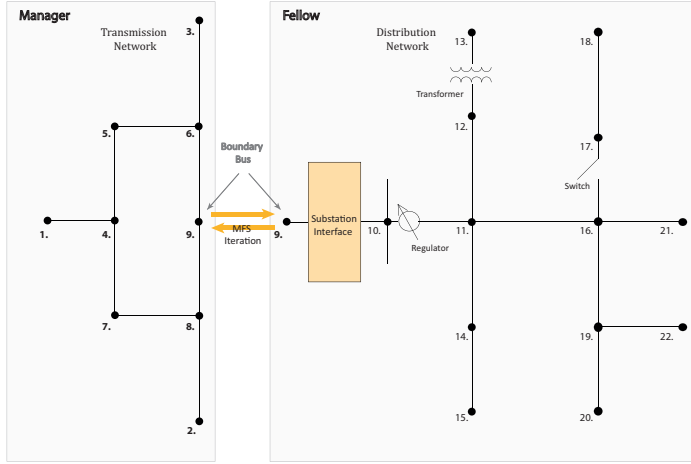 Manager
Transmission
Network
3.
5.
6.
1.
4.
9.
7.
8.
2.
Boundary
Bus
MFS
Iteration
Fellow
Distribution
Network
13.
Transformer
12.
18.
17.
Switch
9.
Substation
Interface
10.
Regulator
11.
16.
21.
14.
19.
22.
15.
20.